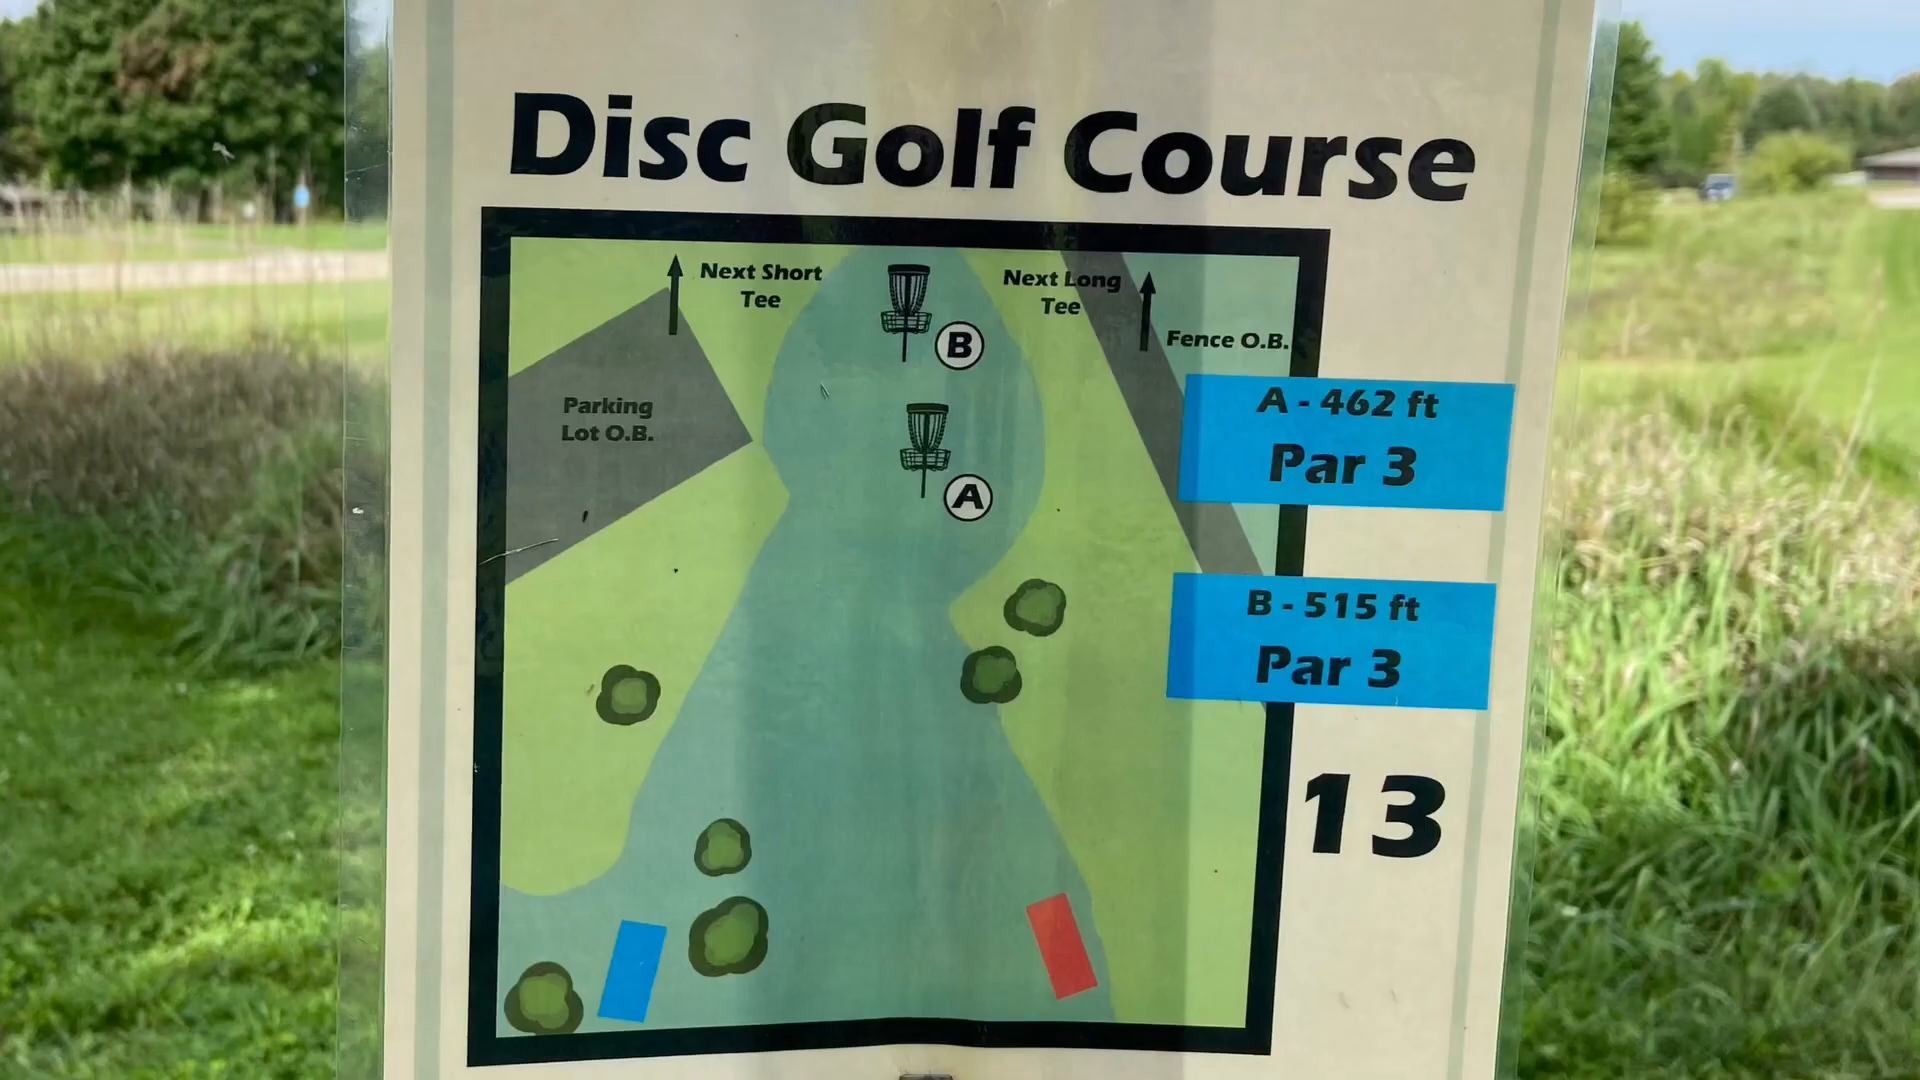 Disc Golf Course
Next Short
Tee
Next Long
Tee
B
Fence O.B.
Parking
Lot O.B.
A
A - 462 ft
Par 3
B - 515 ft
Par 3
13